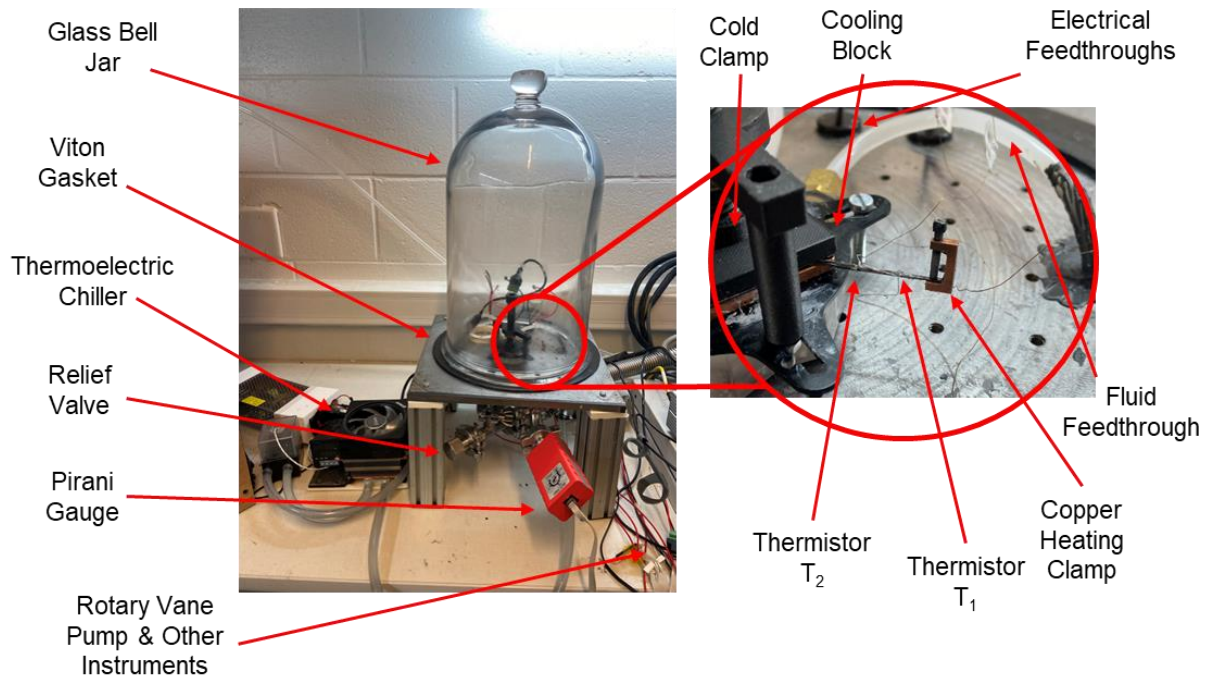 Glass Bell
Jar
Viton
Gasket
Thermoelectric
Chiller
Relief
Valve
Pirani
Gauge
Rotary Vane
Pump & Other
Instruments
Cold
Clamp
Cooling
Block
Electrical
Feedthroughs
Fluid
Feedthrough
Copper
Heating
Clamp
Thermistor
T₁
Thermistor
T₂